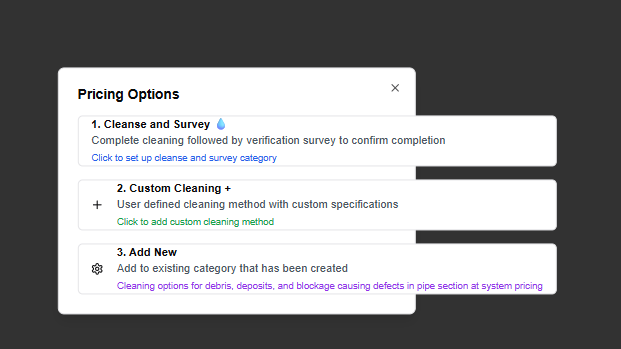 Pricing Options
1. Cleanse and Survey 💧
Complete cleaning followed by verification survey to confirm completion
Click to set up cleanse and survey category
2. Custom Cleaning +
User defined cleaning method with custom specifications
Click to add custom cleaning method
3. Add New
Add to existing category that has been created
Cleaning options for debris, deposits, and blockage causing defects in pipe section at system pricing